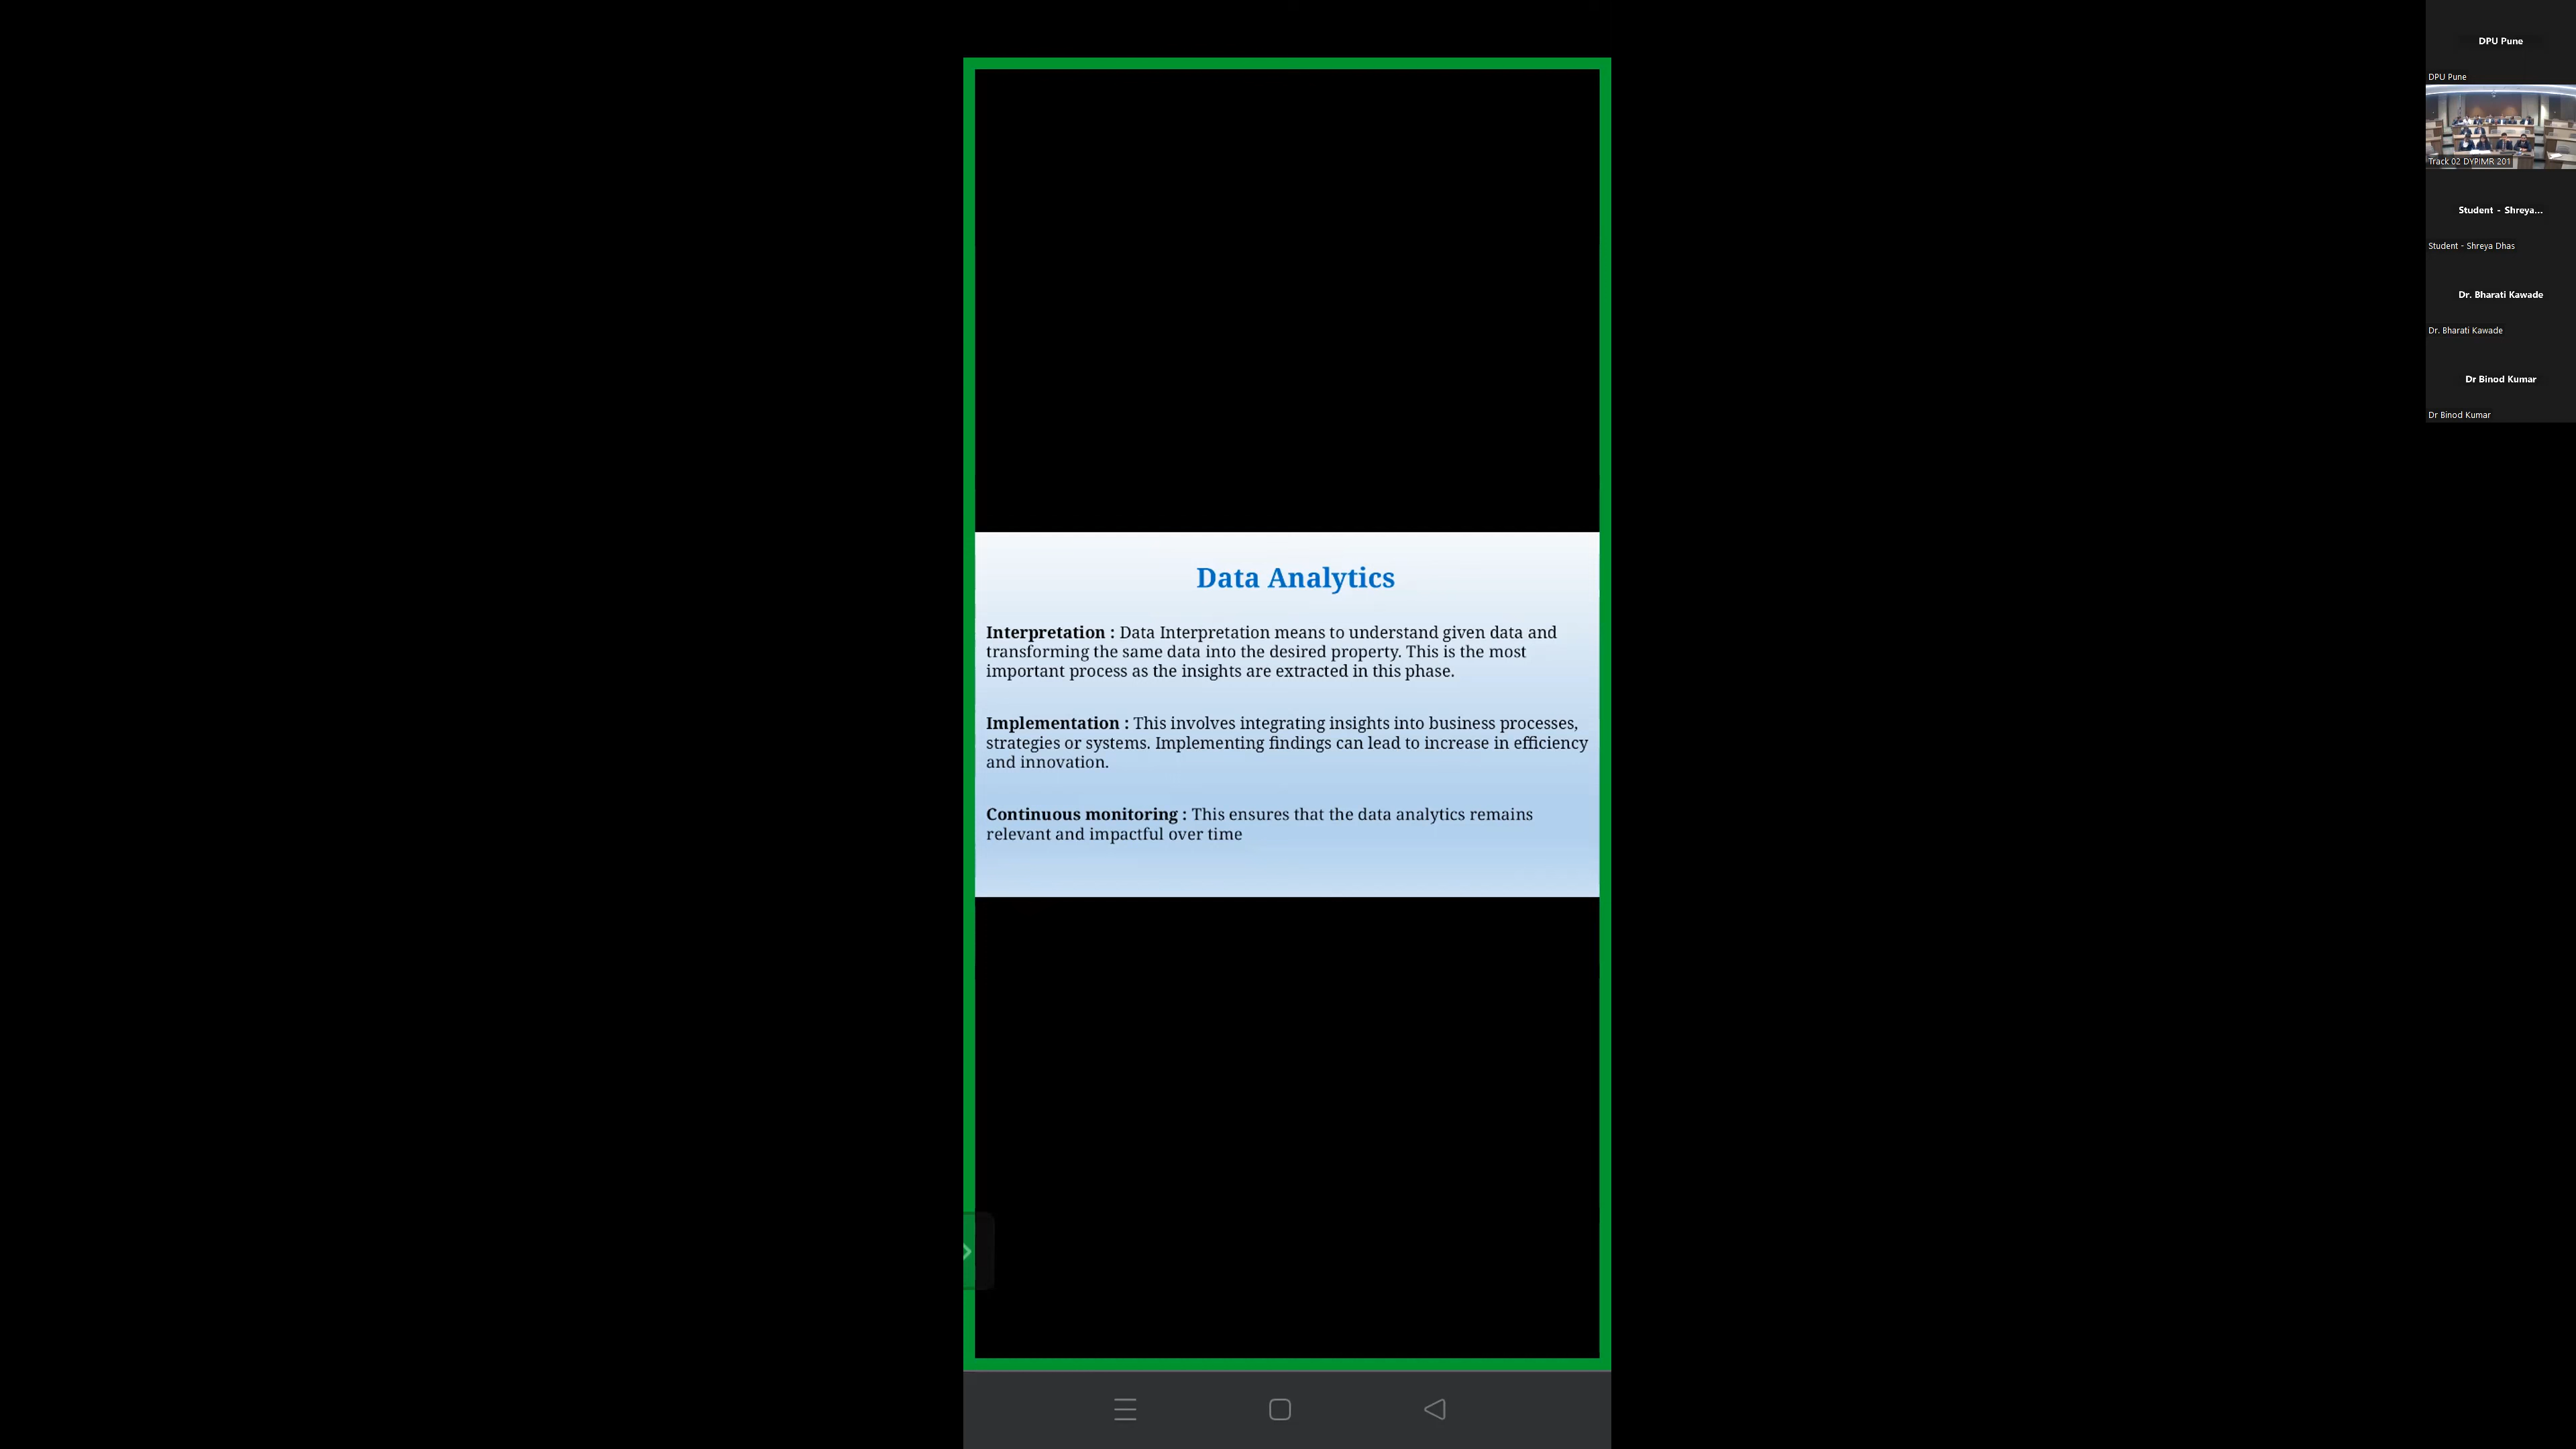 Data Analytics
Interpretation : Data Interpretation means to understand given data and
transforming the same data into the desired property. This is the most
important process as the insights are extracted in this phase.
Implementation : This involves integrating insights into business processes,
strategies or systems. Implementing findings can lead to increase in efficiency
and innovation.
Continuous monitoring : This ensures that the data analytics remains
relevant and impactful over time
DPU Pune
DPU Pune
Track 02 DYPIMR 201
Student - Shreya...
Student - Shreya Dhas
Dr. Bharati Kawade
Dr. Bharati Kawade
Dr Binod Kumar
Dr Binod Kumar